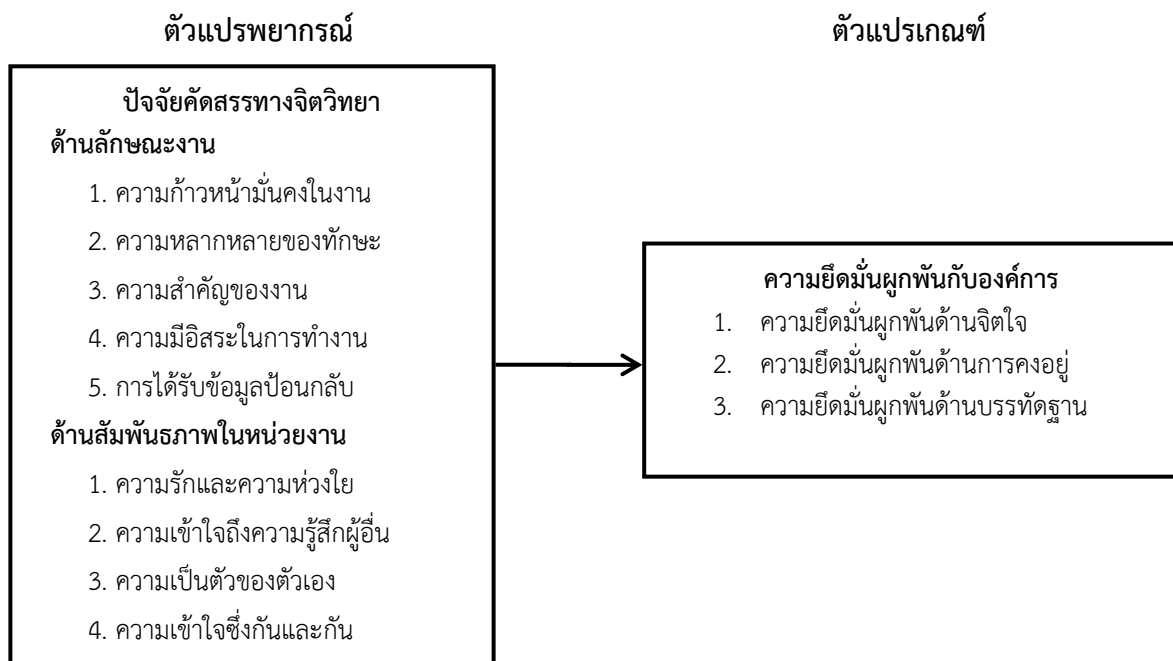 ตัวแปรพยากรณ์
ตัวแปรเกณฑ์
ปัจจัยคัดสรรทางจิตวิทยา
ด้านลักษณะงาน
1. ความก้าวหน้ามั่นคงในงาน
2. ความหลากหลายของทักษะ
3. ความสำคัญของงาน
4. ความมีอิสระในการทำงาน
5. การได้รับข้อมูลป้อนกลับ
ด้านสัมพันธภาพในหน่วยงาน
1. ความรักและความห่วงใย
2. ความเข้าใจถึงความรู้สึกผู้อื่น
3. ความเป็นตัวของตัวเอง
4. ความเข้าใจซึ่งกันและกัน
ความยึดมั่นผูกพันกับองค์การ
1. ความยึดมั่นผูกพันด้านจิตใจ
2. ความยึดมั่นผูกพันด้านการคงอยู่
3. ความยึดมั่นผูกพันด้านบรรทัดฐาน